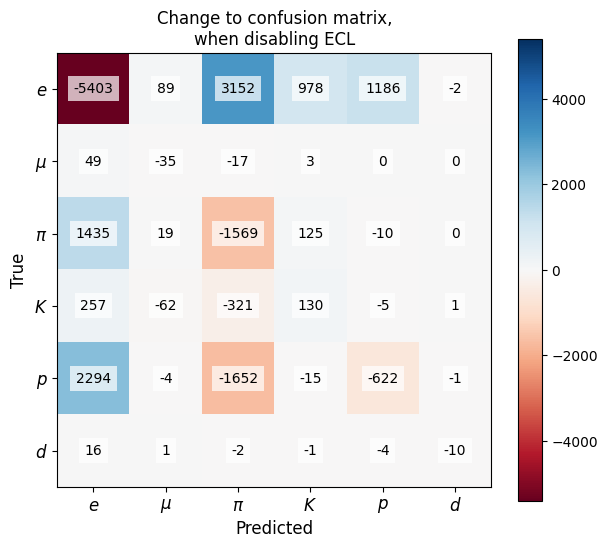 Change to confusion matrix,
when disabling ECL
True
e -5403 89 3152 978 1186 -2
μ 49 -35 -17 3 0 0
π 1435 19 -1569 125 -10 0
K 257 -62 -321 130 -5 1
p 2294 -4 -1652 -15 -622 -1
d 16 1 -2 -1 -4 -10
e μ π K p d
Predicted
4000
2000
0
−2000
−4000